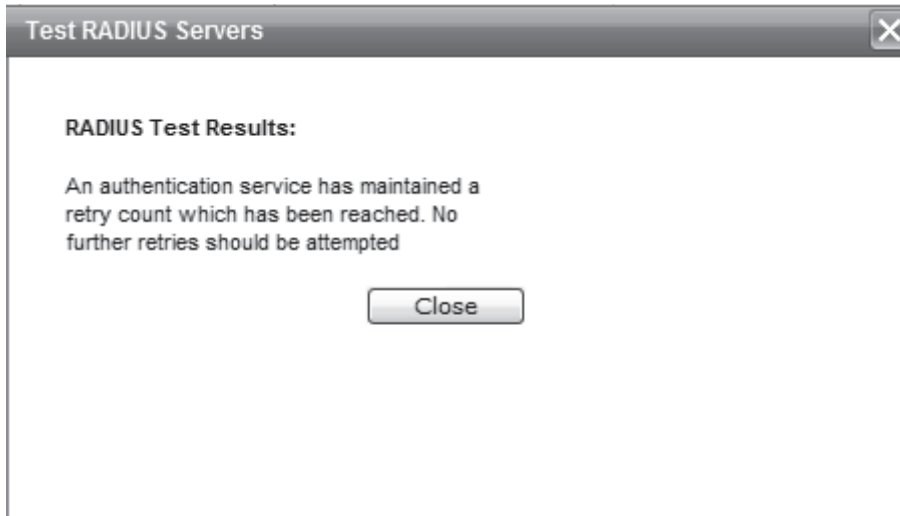 Test RADIUS Servers
RADIUS Test Results:
An authentication service has maintained a
retry count which has been reached. No
further retries should be attempted
Close